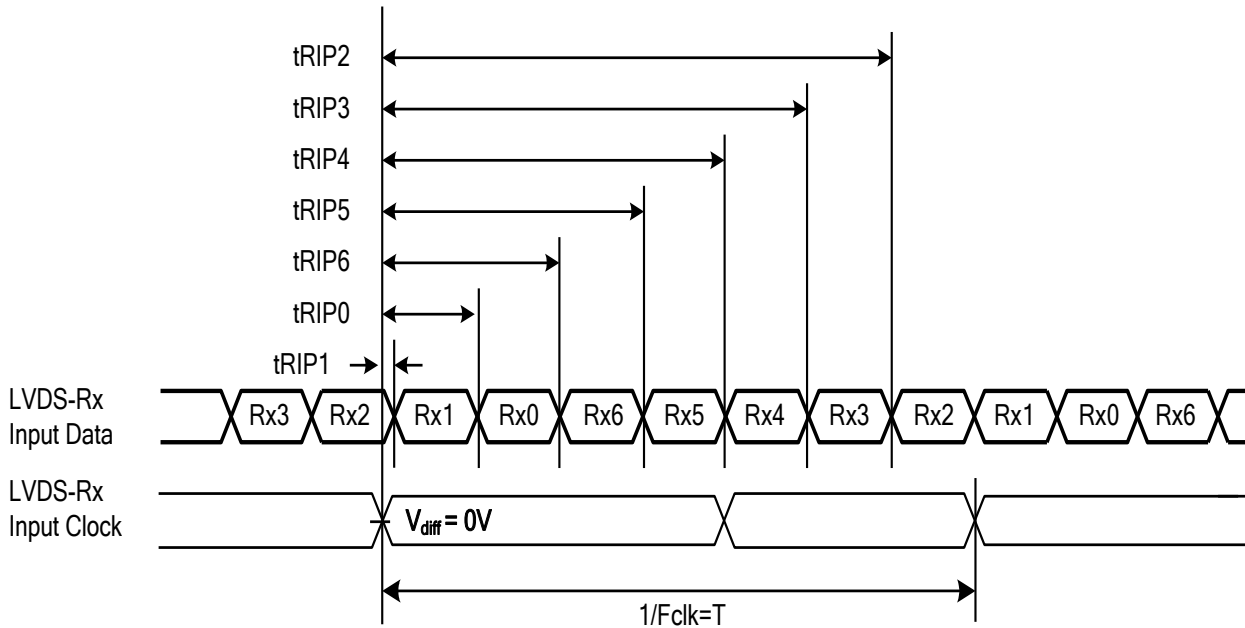 tRIP2
tRIP3
tRIP4
tRIP5
tRIP6
tRIP0
tRIP1
LVDS-Rx
Input Data
Rx3 Rx2 Rx1 Rx0 Rx6 Rx5 Rx4 Rx3 Rx2 Rx1 Rx0 Rx6
LVDS-Rx
Input Clock
Vdiff = 0V
1/Fclk=T